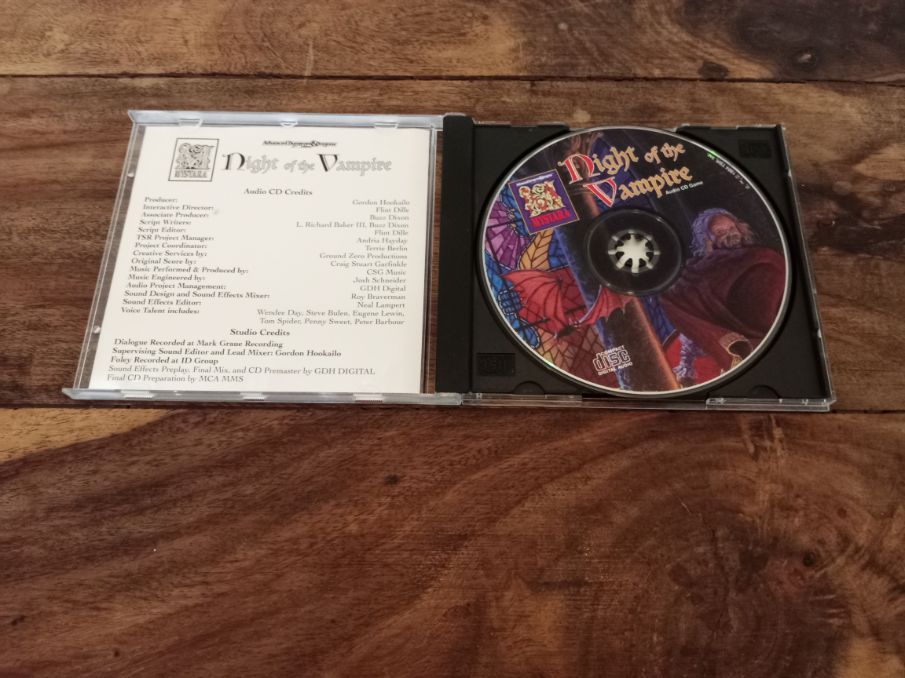 Advanced Dungeons & Dragons
MYSTARA
Night of the Vampire
Audio CD Credits
Producer: Gordon Hookailo
Interactive Director: Flint Dille
Associate Producer: Buzz Dixon
Script Writers: L. Richard Baker III, Buzz Dixon
Script Editor: Flint Dille
TSR Project Manager: Andria Hayday
Project Coordinator: Terrie Berlin
Creative Services by: Ground Zero Productions
Original Score by: Craig Stuart Garfinkle
Music Performed & Produced by: CSG Music
Music Engineered by: Josh Schneider
Audio Project Management: GDH Digital
Sound Design and Sound Effects Mixer: Roy Braverman
Sound Effects Editor: Neal Lampert
Voice Talent includes: Wendee Day, Steve Bulen, Eugene Lewin,
Tom Spider, Penny Sweet, Peter Barbour
Studio Credits
Dialogue Recorded at Mark Graue Recording
Supervising Sound Editor and Lead Mixer: Gordon Hookailo
Foley Recorded at ID Group
Sound Effects Preplay, Final Mix, and CD Premaster by GDH DIGITAL
Final CD Preparation by MCA MMS
Night of the
Vampire
Audio CD Game
MYSTARA
COMPACT
disc
DIGITAL AUDIO